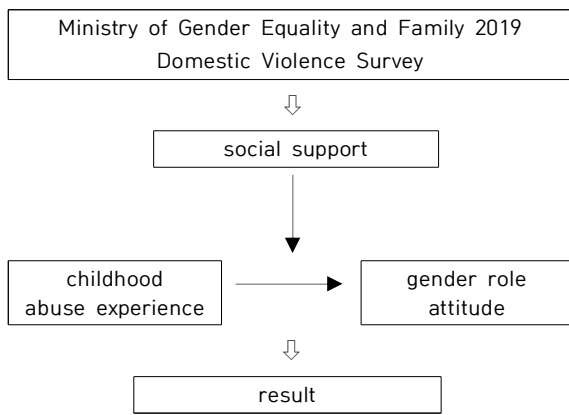 Ministry of Gender Equality and Family 2019
Domestic Violence Survey
social support
childhood
abuse experience
gender role
attitude
result